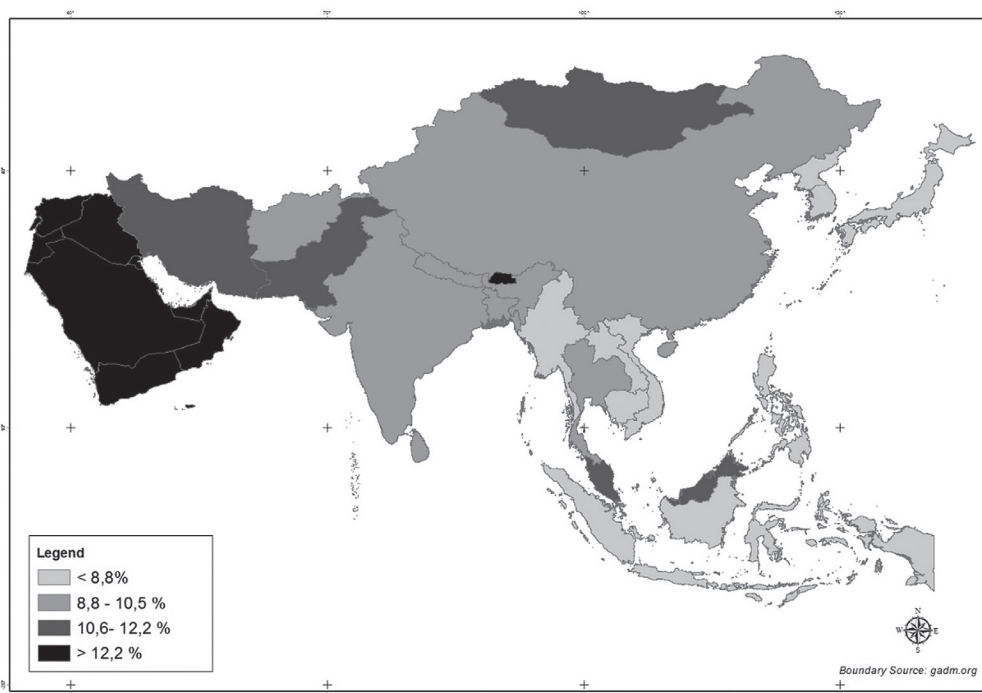 Legend
< 8,8%
8,8 - 10,5 %
10,6- 12,2 %
> 12,2 %
N
W E
S
Boundary Source: gadm.org